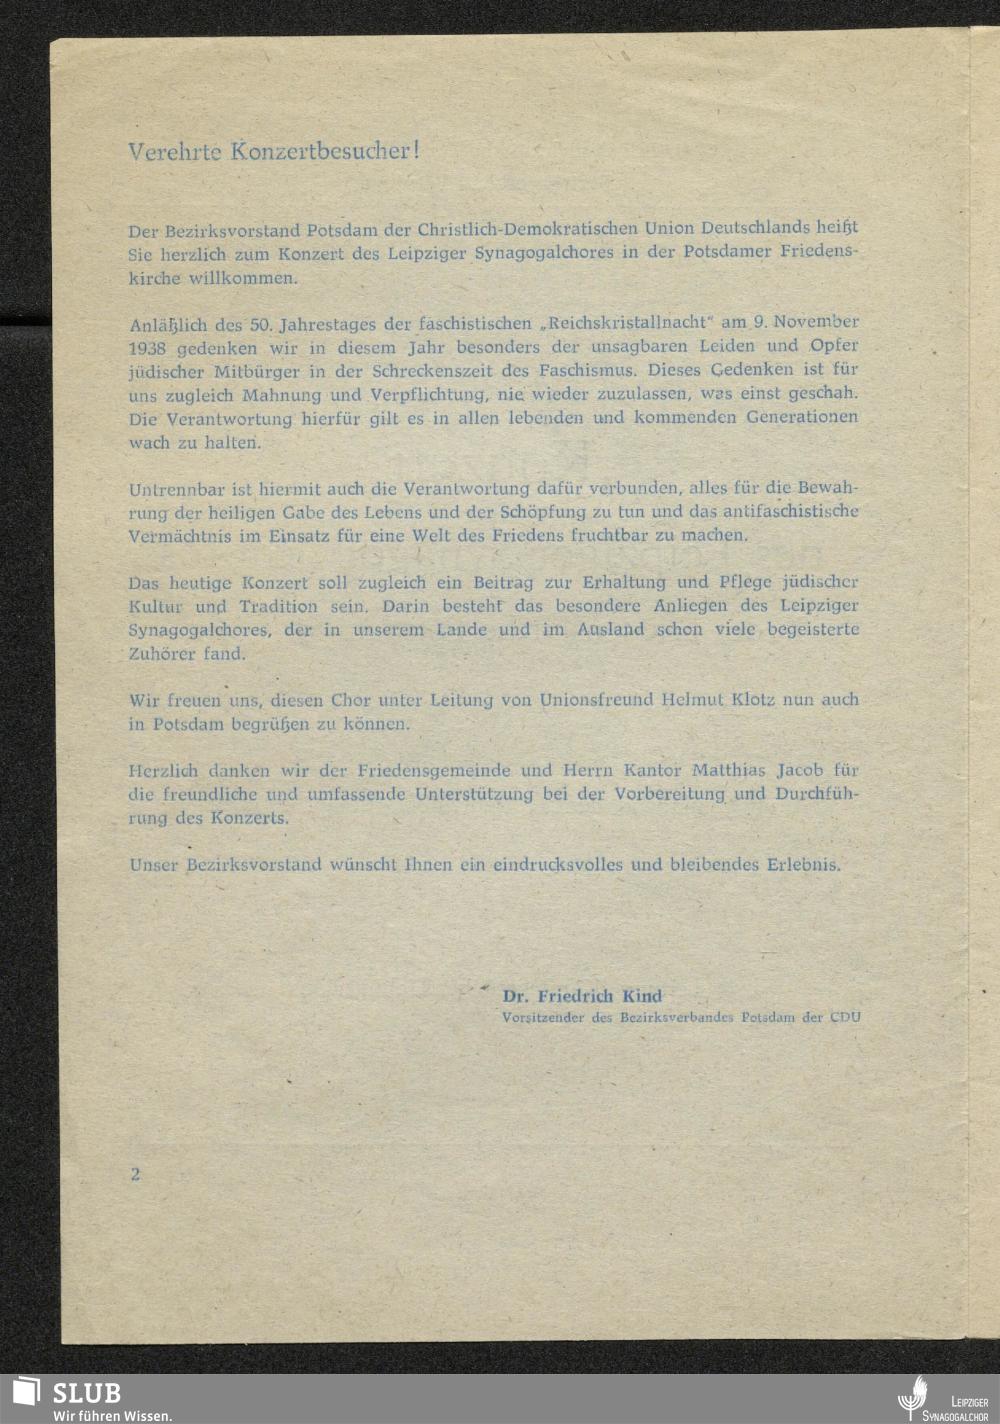 Verehrte Konzertbesucher!
Der Bezirksvorstand Potsdam der Christlich-Demokratischen Union Deutschlands heißt
Sie herzlich zum Konzert des Leipziger Synagogalchores in der Potsdamer Friedens-
kirche willkommen.
Anläßlich des 50. Jahrestages der faschistischen „Reichskristallnacht" am 9. November
1938 gedenken wir in diesem Jahr besonders der unsagbaren Leiden und Opfer
jüdischer Mitbürger in der Schreckenszeit des Faschismus. Dieses Gedenken ist für
uns zugleich Mahnung und Verpflichtung, nie wieder zuzulassen, was einst geschah.
Die Verantwortung hierfür gilt es in allen lebenden und kommenden Generationen
wach zu halten.
Untrennbar ist hiermit auch die Verantwortung dafür verbunden, alles für die Bewah-
rung der heiligen Gabe des Lebens und der Schöpfung zu tun und das antifaschistische
Vermächtnis im Einsatz für eine Welt des Friedens fruchtbar zu machen.
Das heutige Konzert soll zugleich ein Beitrag zur Erhaltung und Pflege jüdischer
Kultur und Tradition sein. Darin besteht das besondere Anliegen des Leipziger
Synagogalchores, der in unserem Lande und im Ausland schon viele begeisterte
Zuhörer fand.
Wir freuen uns, diesen Chor unter Leitung von Unionsfreund Helmut Klotz nun auch
in Potsdam begrüßen zu können.
Herzlich danken wir der Friedensgemeinde und Herrn Kantor Matthias Jacob für
die freundliche und umfassende Unterstützung bei der Vorbereitung und Durchfüh-
rung des Konzerts.
Unser Bezirksvorstand wünscht Ihnen ein eindrucksvolles und bleibendes Erlebnis.
Dr. Friedrich Kind
Vorsitzender des Bezirksverbandes Potsdam der CDU
2
SLUB
Wir führen Wissen.
LEIPZIGER
SYNAGOGALCHOR